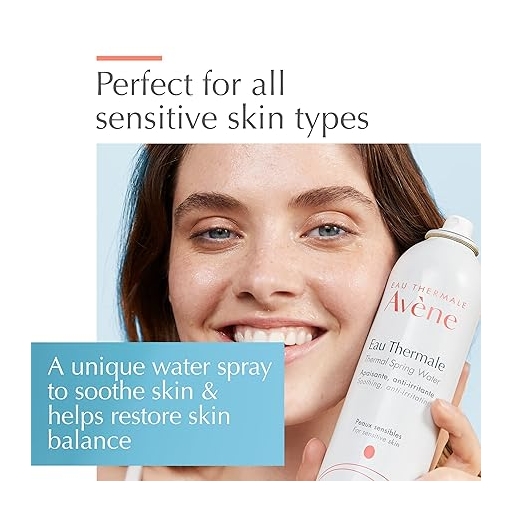 Perfect for all
sensitive skin types
EAU THERMALE
Avène
Eau Thermale
Thermal Spring Water
Apaisante, anti-irritante
Soothing, anti-irritating
Peaux sensibles
For sensitive skin
A unique water spray
to soothe skin &
helps restore skin
balance